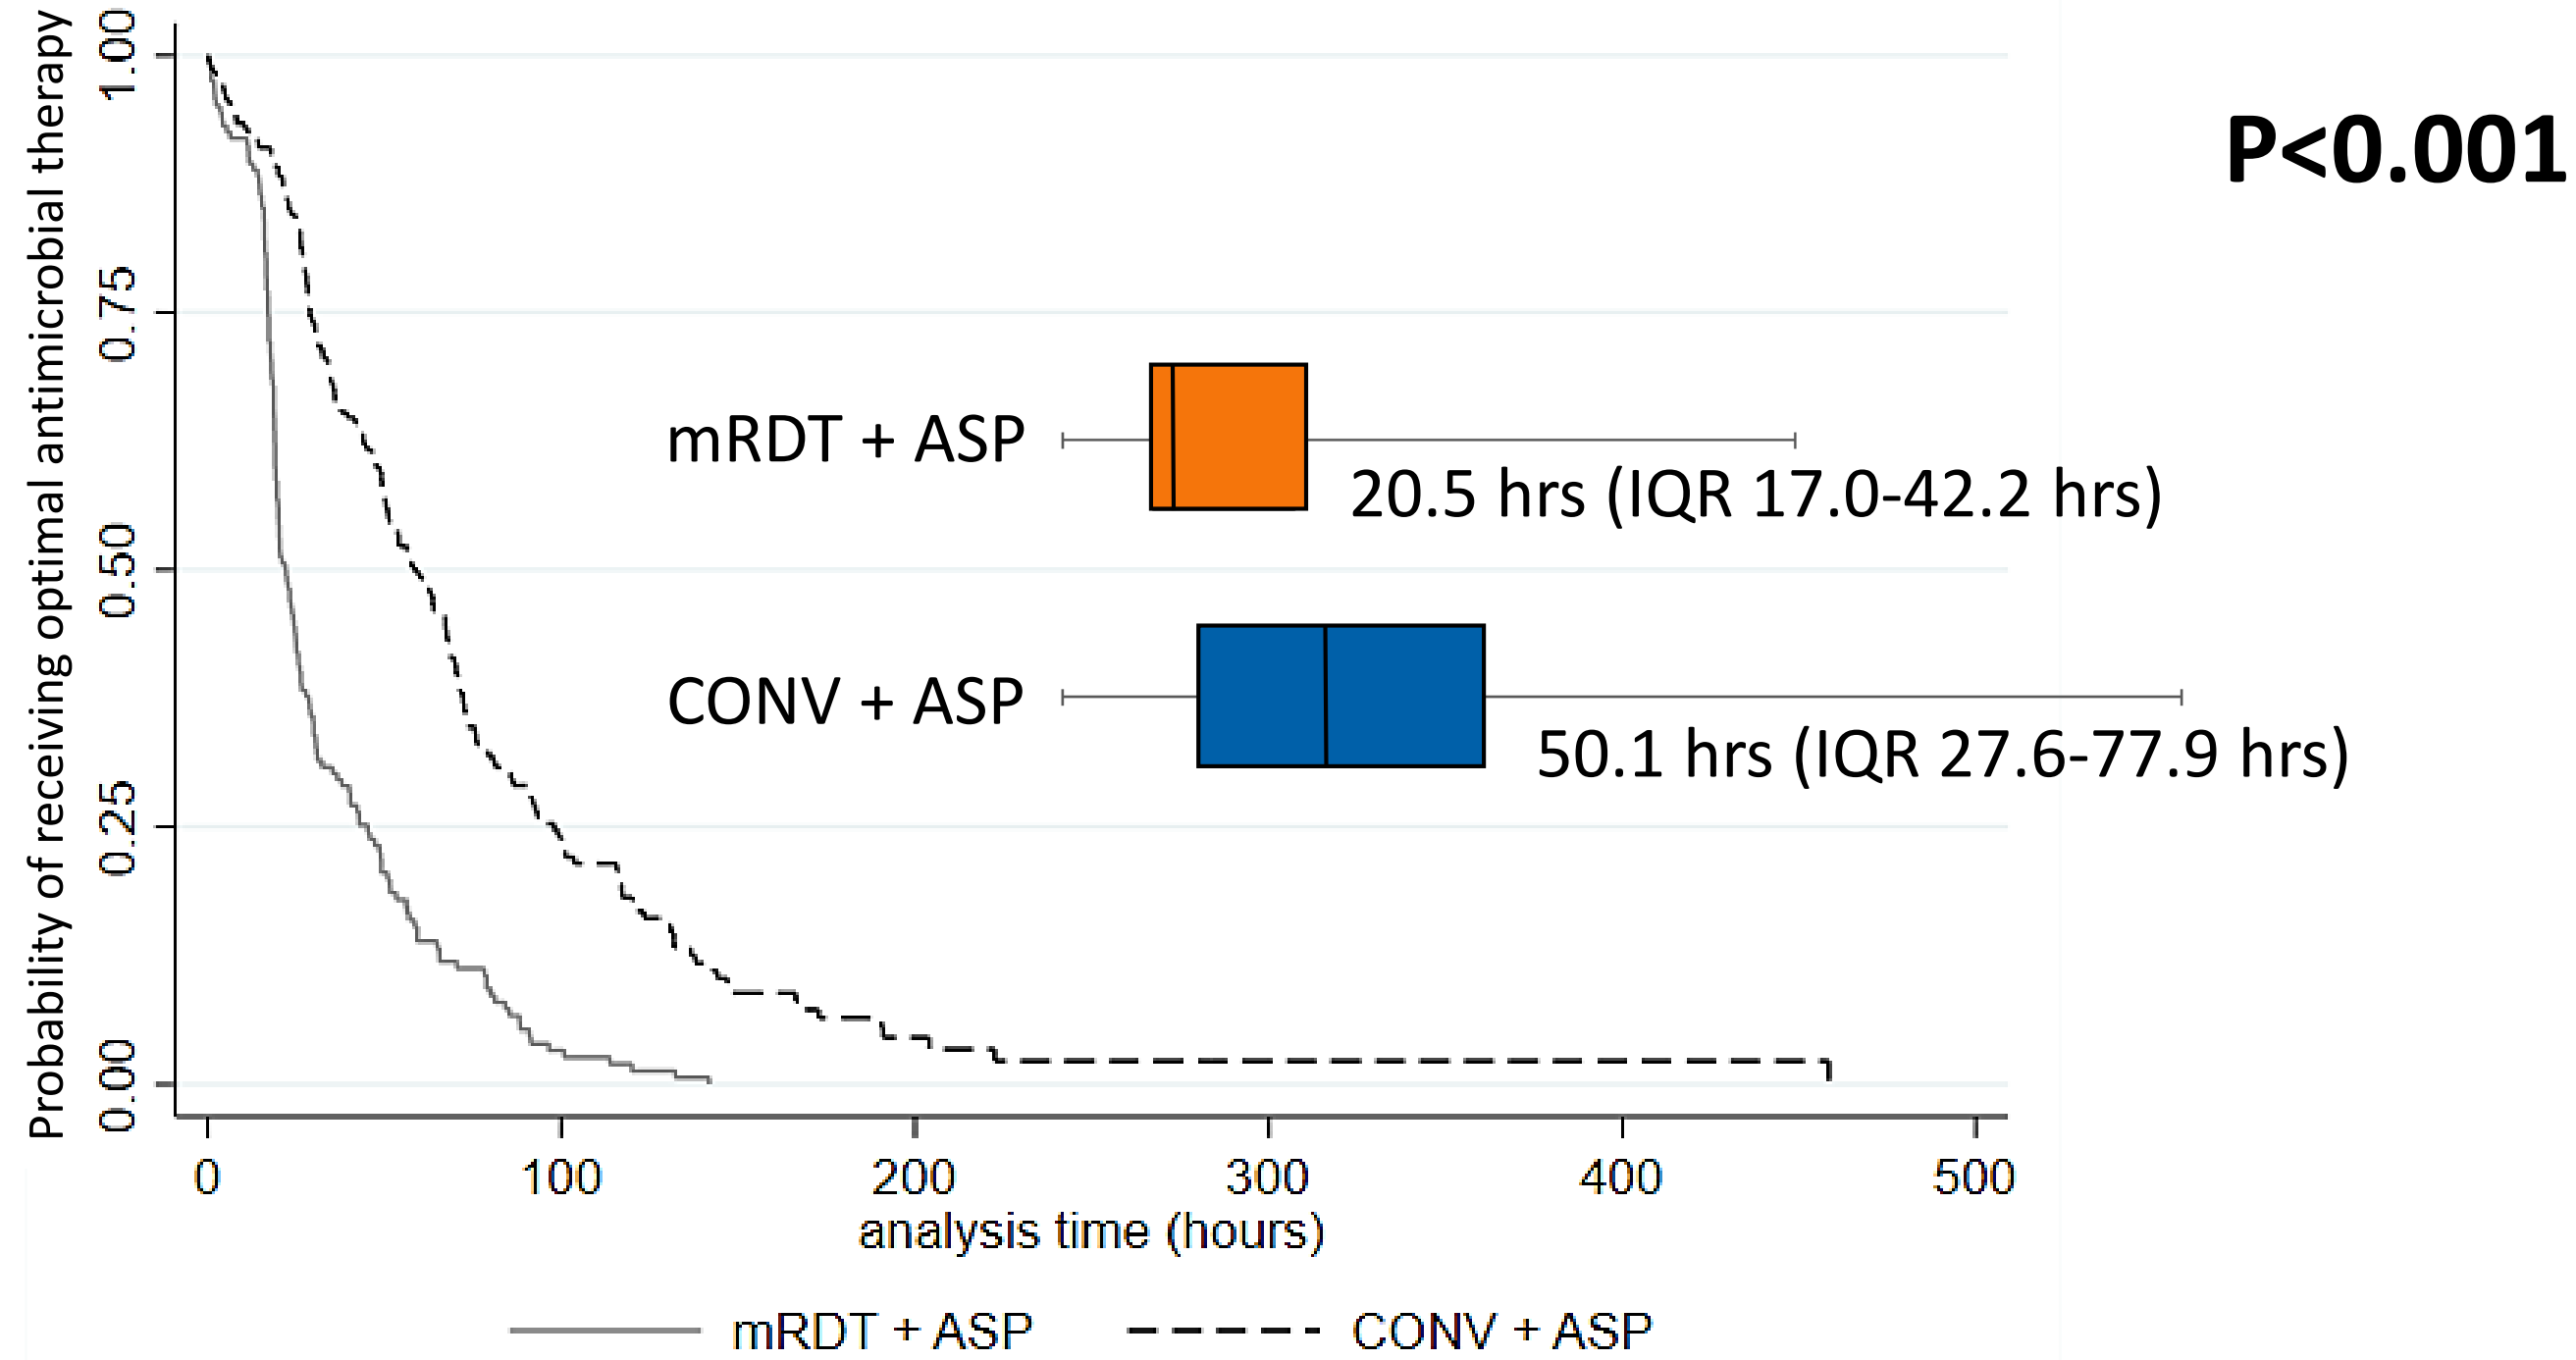 Probability of receiving optimal antimicrobial therapy
1.00
0.75
0.50
0.25
0.00
P<0.001
mRDT + ASP
20.5 hrs (IQR 17.0-42.2 hrs)
CONV + ASP
50.1 hrs (IQR 27.6-77.9 hrs)
0 100 200 300 400 500
analysis time (hours)
mRDT + ASP CONV + ASP